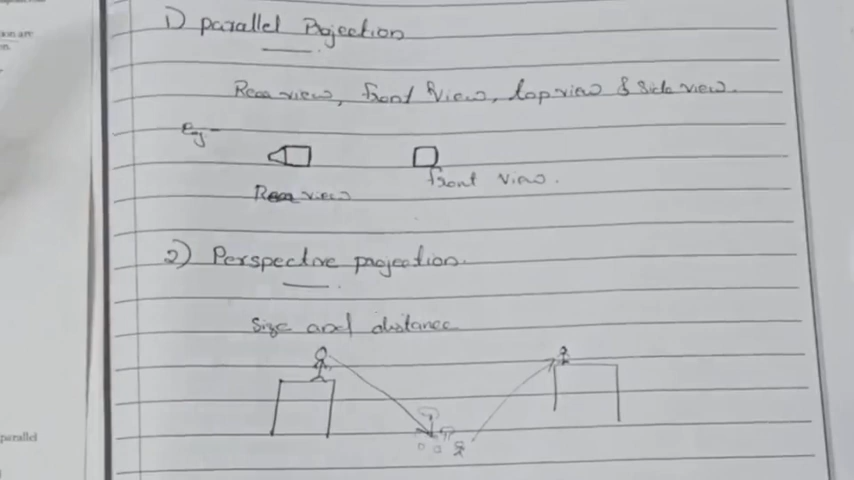 1) Parallel Projection
Rear view, front view, Top view & Side view.
Eg -
Rear view
front view.
2) Perspective projection.
Size and distance
parallel